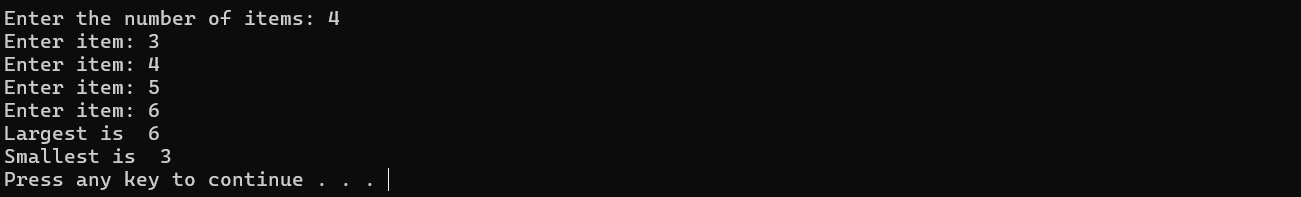 Enter the number of items: 4
Enter item: 3
Enter item: 4
Enter item: 5
Enter item: 6
Largest is  6
Smallest is  3
Press any key to continue . . .